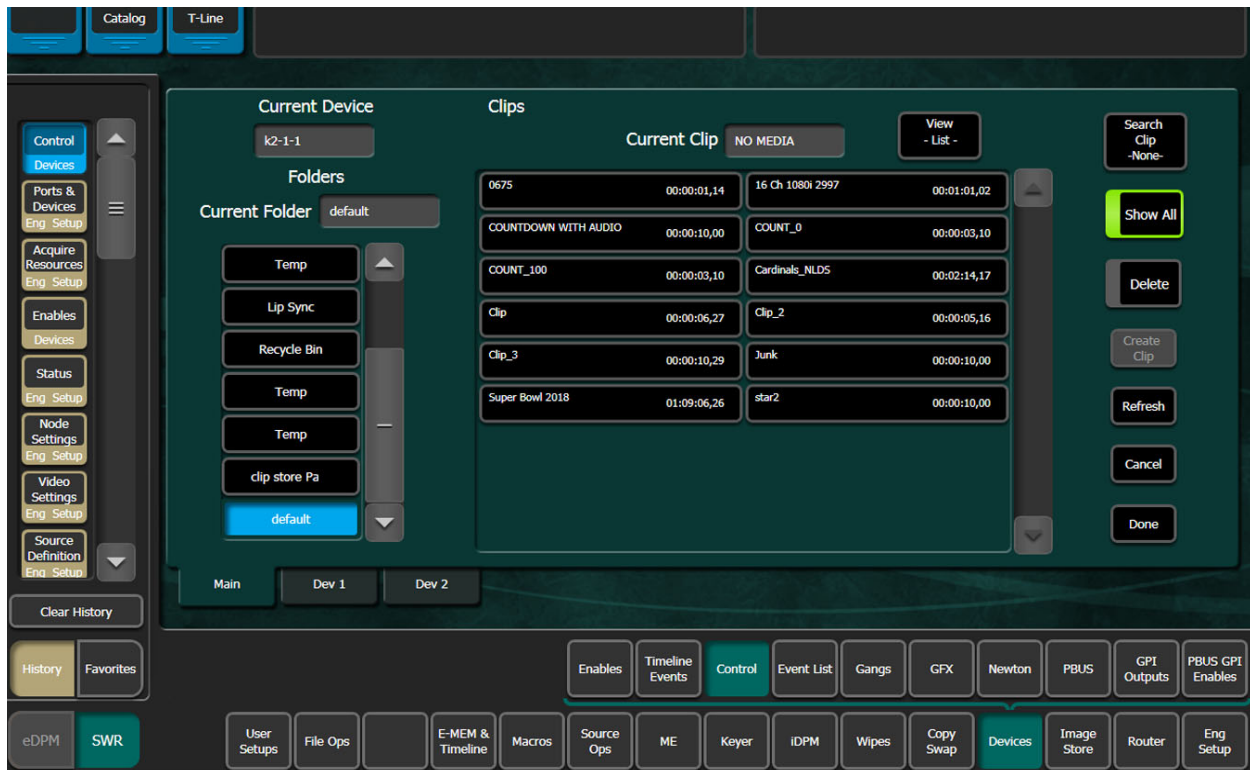 Catalog
T-Line
Control
Devices
Ports &
Devices
Eng Setup
Acquire
Resources
Eng Setup
Enables
Devices
Status
Eng Setup
Node
Settings
Eng Setup
Video
Settings
Eng Setup
Source
Definition
Eng Setup
Clear History
History
Favorites
eDPM
SWR
Current Device
k2-1-1
Folders
Current Folder default
Temp
Lip Sync
Recycle Bin
Temp
Temp
clip store Pa
default
Clips
Current Clip NO MEDIA
View
- List -
0675 00:00:01,14
16 Ch 1080i 2997 00:01:01,02
COUNTDOWN WITH AUDIO 00:00:10,00
COUNT_0 00:00:03,10
COUNT_100 00:00:03,10
Cardinals_NLDS 00:02:14,17
Clip 00:00:06,27
Clip_2 00:00:05,16
Clip_3 00:00:10,29
Junk 00:00:10,00
Super Bowl 2018 01:09:06,26
star2 00:00:10,00
Search
Clip
-None-
Show All
Delete
Create
Clip
Refresh
Cancel
Done
Main
Dev 1
Dev 2
Enables
Timeline
Events
Control
Event List
Gangs
GFX
Newton
PBUS
GPI
Outputs
PBUS GPI
Enables
User
Setups
File Ops
E-MEM &
Timeline
Macros
Source
Ops
ME
Keyer
iDPM
Wipes
Copy
Swap
Devices
Image
Store
Router
Eng
Setup